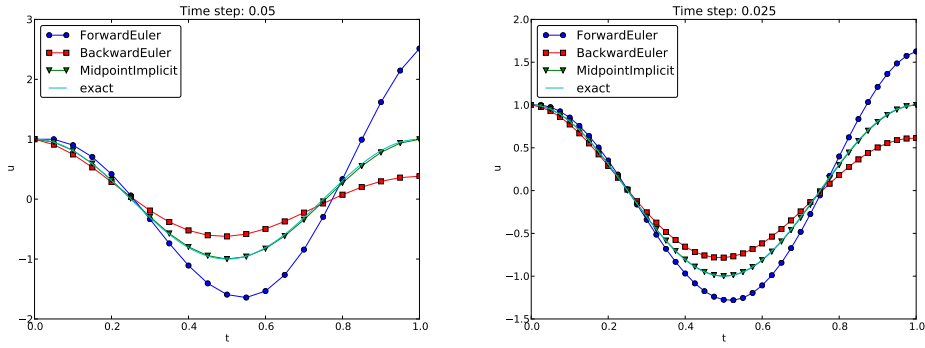 Time step: 0.05
ForwardEuler
BackwardEuler
MidpointImplicit
exact
3
2
1
0
−1
−2
u
0.0 0.2 0.4 0.6 0.8 1.0
t
Time step: 0.025
ForwardEuler
BackwardEuler
MidpointImplicit
exact
2.0
1.5
1.0
0.5
0.0
−0.5
−1.0
−1.5
u
0.0 0.2 0.4 0.6 0.8 1.0
t